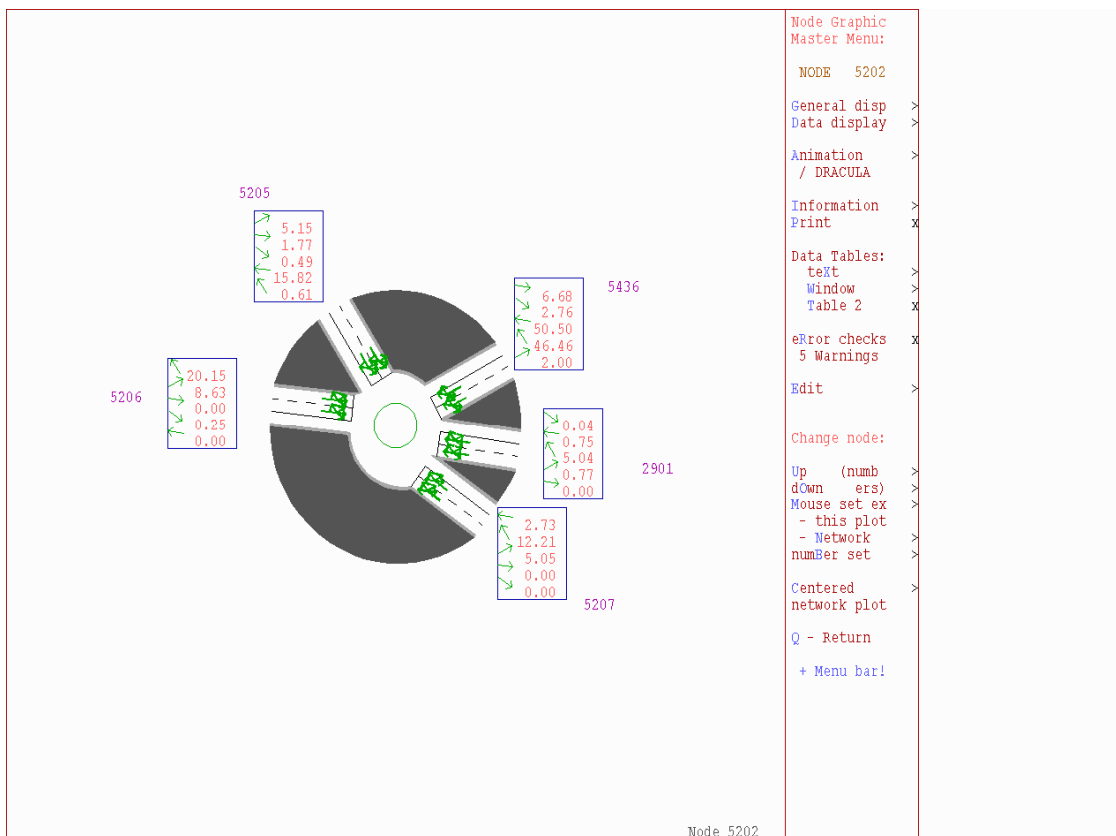 Node Graphic
Master Menu:
NODE 5202
General disp >
Data display >
Animation >
/ DRACULA
Information >
Print x
Data Tables:
teXt >
Window >
Table 2 x
eRror checks x
5 Warnings
Edit >
Change node:
Up (numb >
dOwn ers) >
Mouse set ex >
- this plot
- Network >
numBer set >
Centered >
network plot
Q - Return
+ Menu bar!
5205
5.15
1.77
0.49
15.82
0.61
5436
6.68
2.76
50.50
46.46
2.00
5206
20.15
8.63
0.00
0.25
0.00
2901
0.04
0.75
5.04
0.77
0.00
2.73
12.21
5.05
0.00
0.00
5207
Node 5202